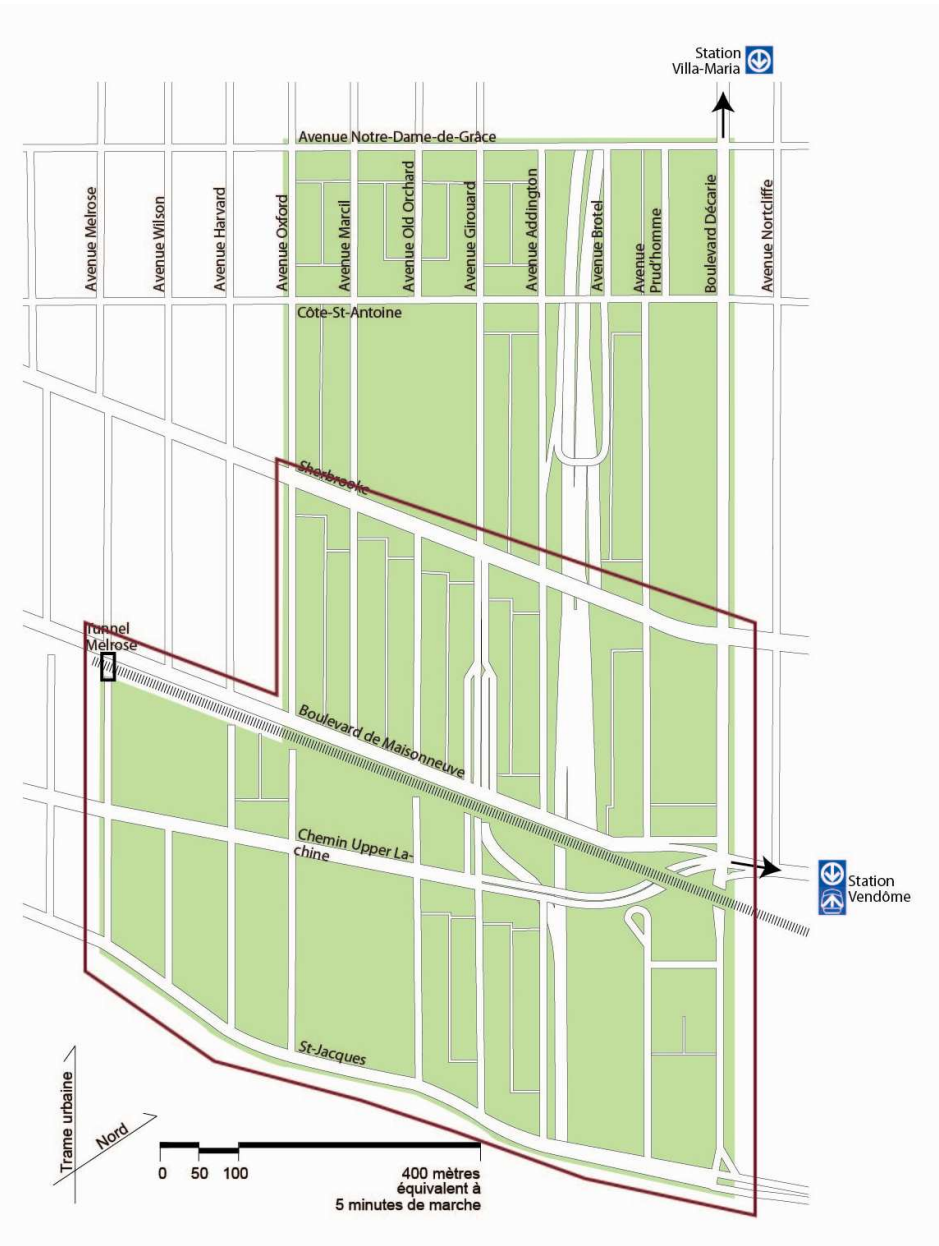 Station
Villa-Maria
Avenue Notre-Dame-de-Grâce
Avenue Melrose
Avenue Wilson
Avenue Harvard
Avenue Oxford
Avenue Marcil
Avenue Old Orchard
Avenue Girouard
Avenue Addington
Avenue Brotel
Avenue
Prud'homme
Boulevard Décarie
Avenue Nortcliffe
Côte-St-Antoine
Sherbrooke
Tunnel
Melrose
Boulevard de Maisonneuve
Chemin Upper La-
chine
Station
Vendôme
St-Jacques
Trame urbaine
Nord
0 50 100 400 mètres
équivalent à
5 minutes de marche